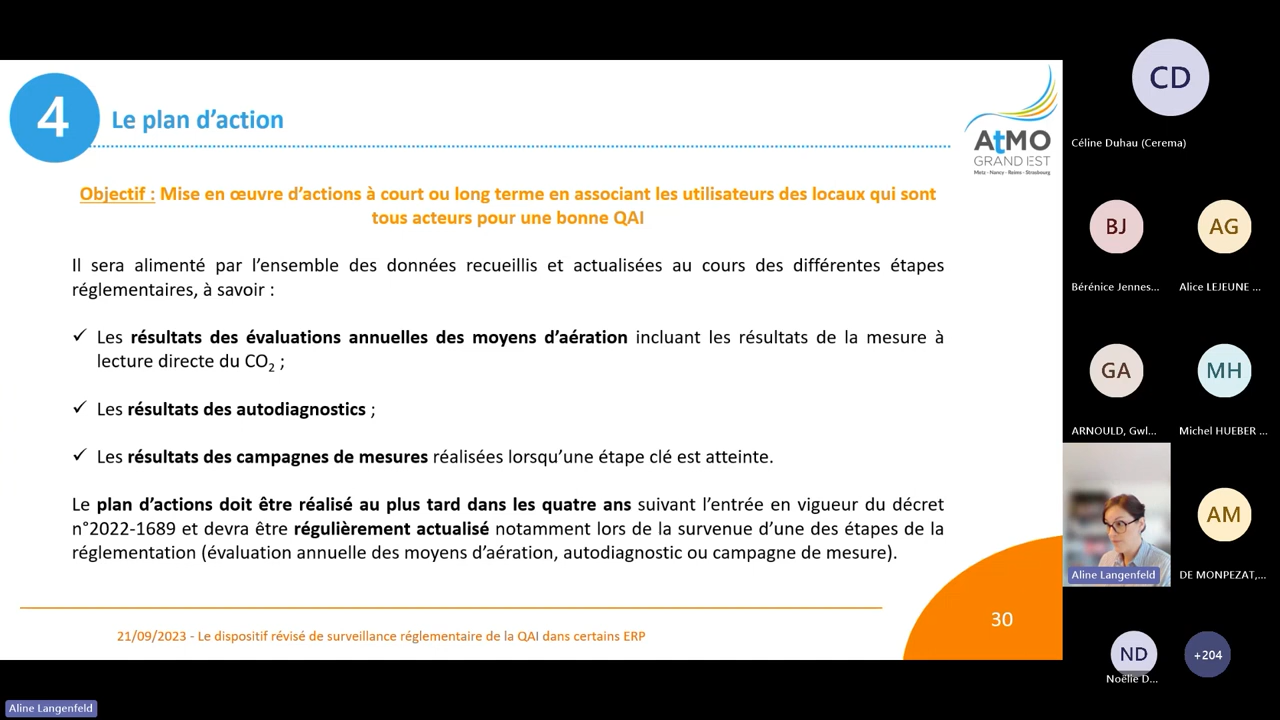 4
Le plan d’action
AtMO
GRAND EST
Metz - Nancy - Reims - Strasbourg
Objectif : Mise en œuvre d’actions à court ou long terme en associant les utilisateurs des locaux qui sont
tous acteurs pour une bonne QAI
Il sera alimenté par l’ensemble des données recueillis et actualisées au cours des différentes étapes
réglementaires, à savoir :
✓ Les résultats des évaluations annuelles des moyens d’aération incluant les résultats de la mesure à
lecture directe du CO2 ;
✓ Les résultats des autodiagnostics ;
✓ Les résultats des campagnes de mesures réalisées lorsqu’une étape clé est atteinte.
Le plan d’actions doit être réalisé au plus tard dans les quatre ans suivant l’entrée en vigueur du décret
n°2022-1689 et devra être régulièrement actualisé notamment lors de la survenue d’une des étapes de la
réglementation (évaluation annuelle des moyens d’aération, autodiagnostic ou campagne de mesure).
21/09/2023 - Le dispositif révisé de surveillance réglementaire de la QAI dans certains ERP
30
CD
Céline Duhau (Cerema)
BJ
AG
Bérénice Jennes...
Alice LEJEUNE ...
GA
MH
ARNOULD, Gwl...
Michel HUEBER ...
AM
Aline Langenfeld
DE MONPEZAT,...
ND
+204
Noëlie D...
Aline Langenfeld